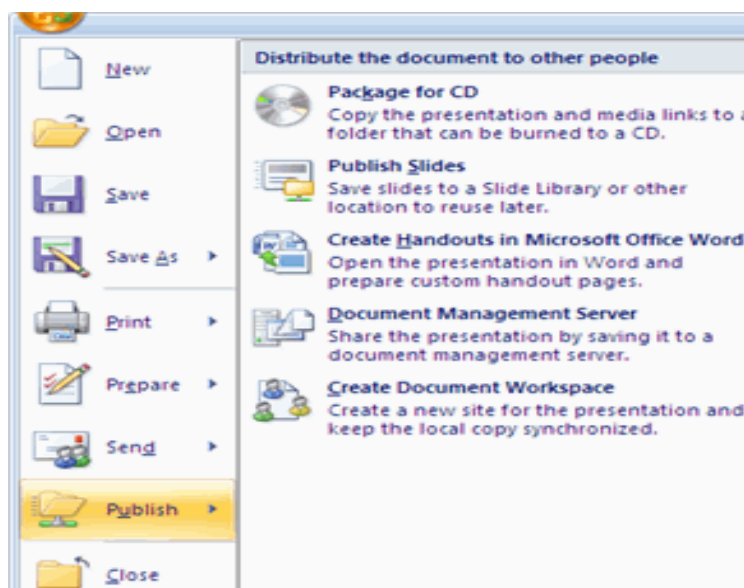 New
Open
Save
Save As
Print
Prepare
Send
Publish
Close
Distribute the document to other people
Package for CD
Copy the presentation and media links to a
folder that can be burned to a CD.
Publish Slides
Save slides to a Slide Library or other
location to reuse later.
Create Handouts in Microsoft Office Word
Open the presentation in Word and
prepare custom handout pages.
Document Management Server
Share the presentation by saving it to a
document management server.
Create Document Workspace
Create a new site for the presentation and
keep the local copy synchronized.